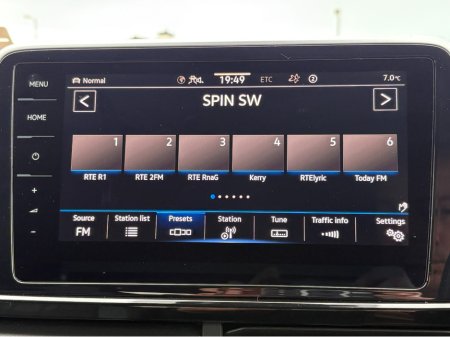 MENU
Normal
19:49
ETC
2
7.0°C
SPIN SW
HOME
1 2 3 4 5 6
RTE R1 RTE 2FM RTE RnaG Kerry RTElyric Today FM
Source Station list Presets Station Tune Traffic info Settings
FM